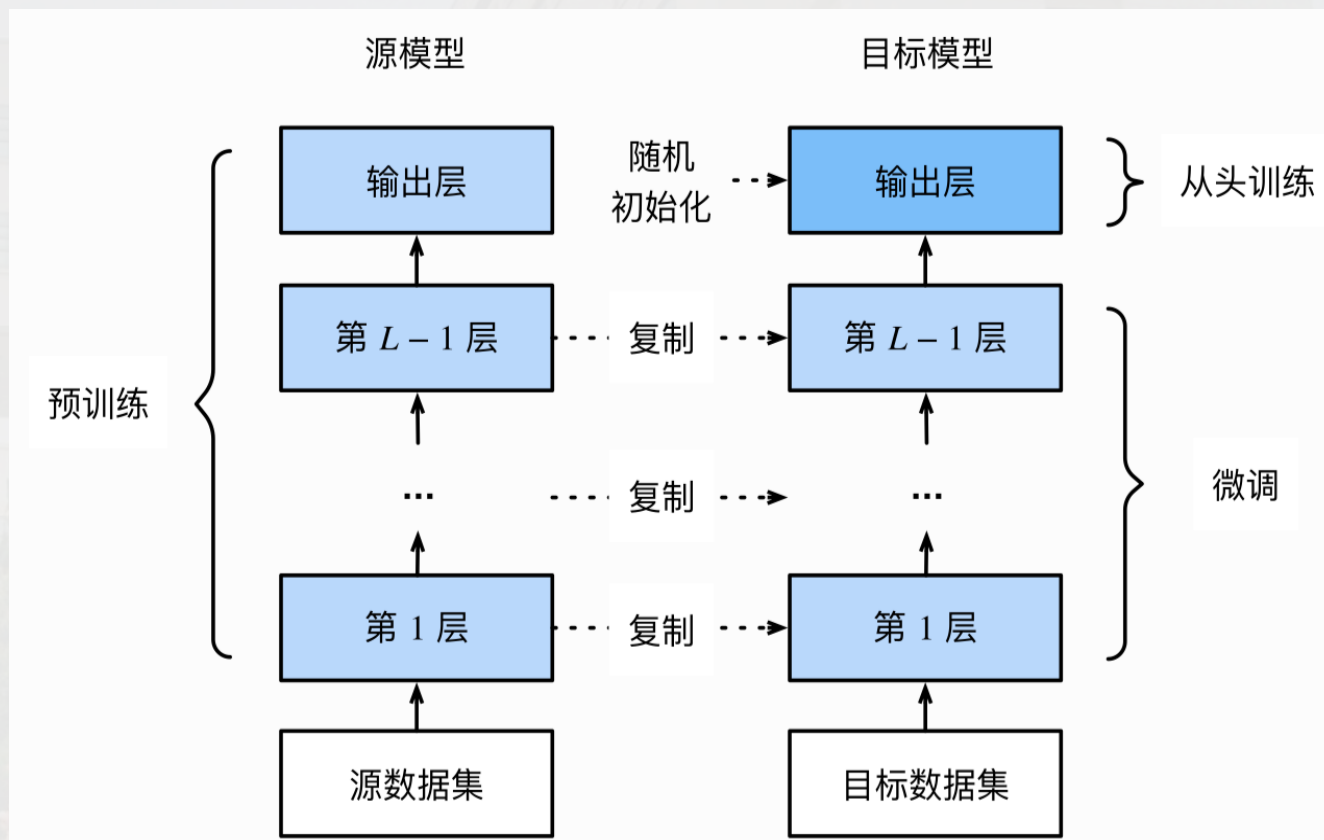 源模型
目标模型
输出层
随机
初始化
输出层
从头训练
第 L – 1 层
复制
第 L – 1 层
预训练
...
复制
...
微调
第 1 层
复制
第 1 层
源数据集
目标数据集